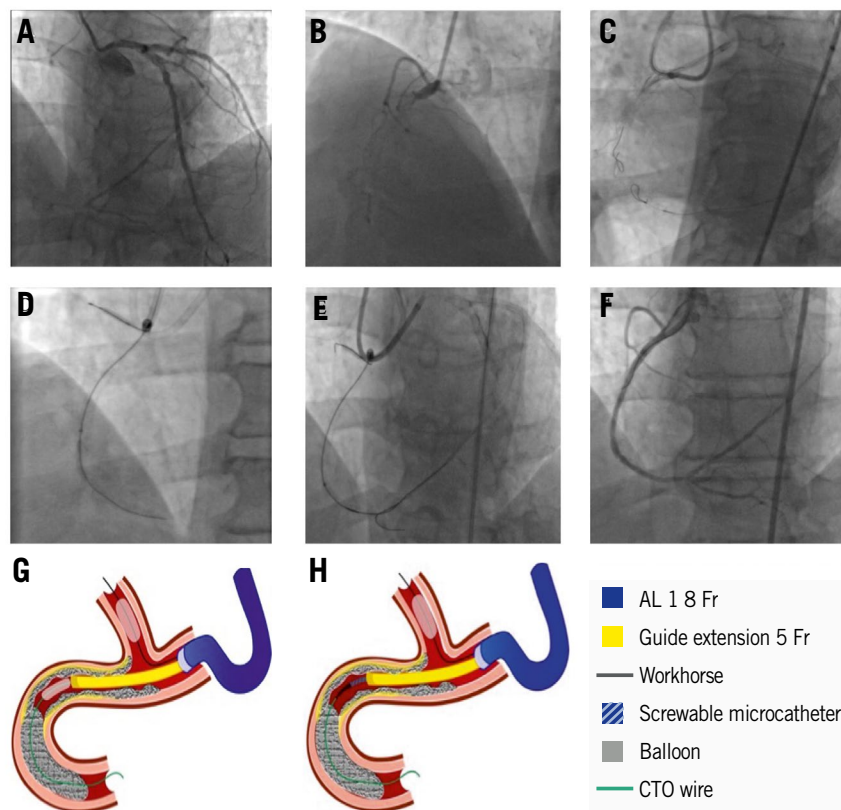 A
B
C
D
E
F
G
H
AL 1 8 Fr
Guide extension 5 Fr
Workhorse
Screwable microcatheter
Balloon
CTO wire